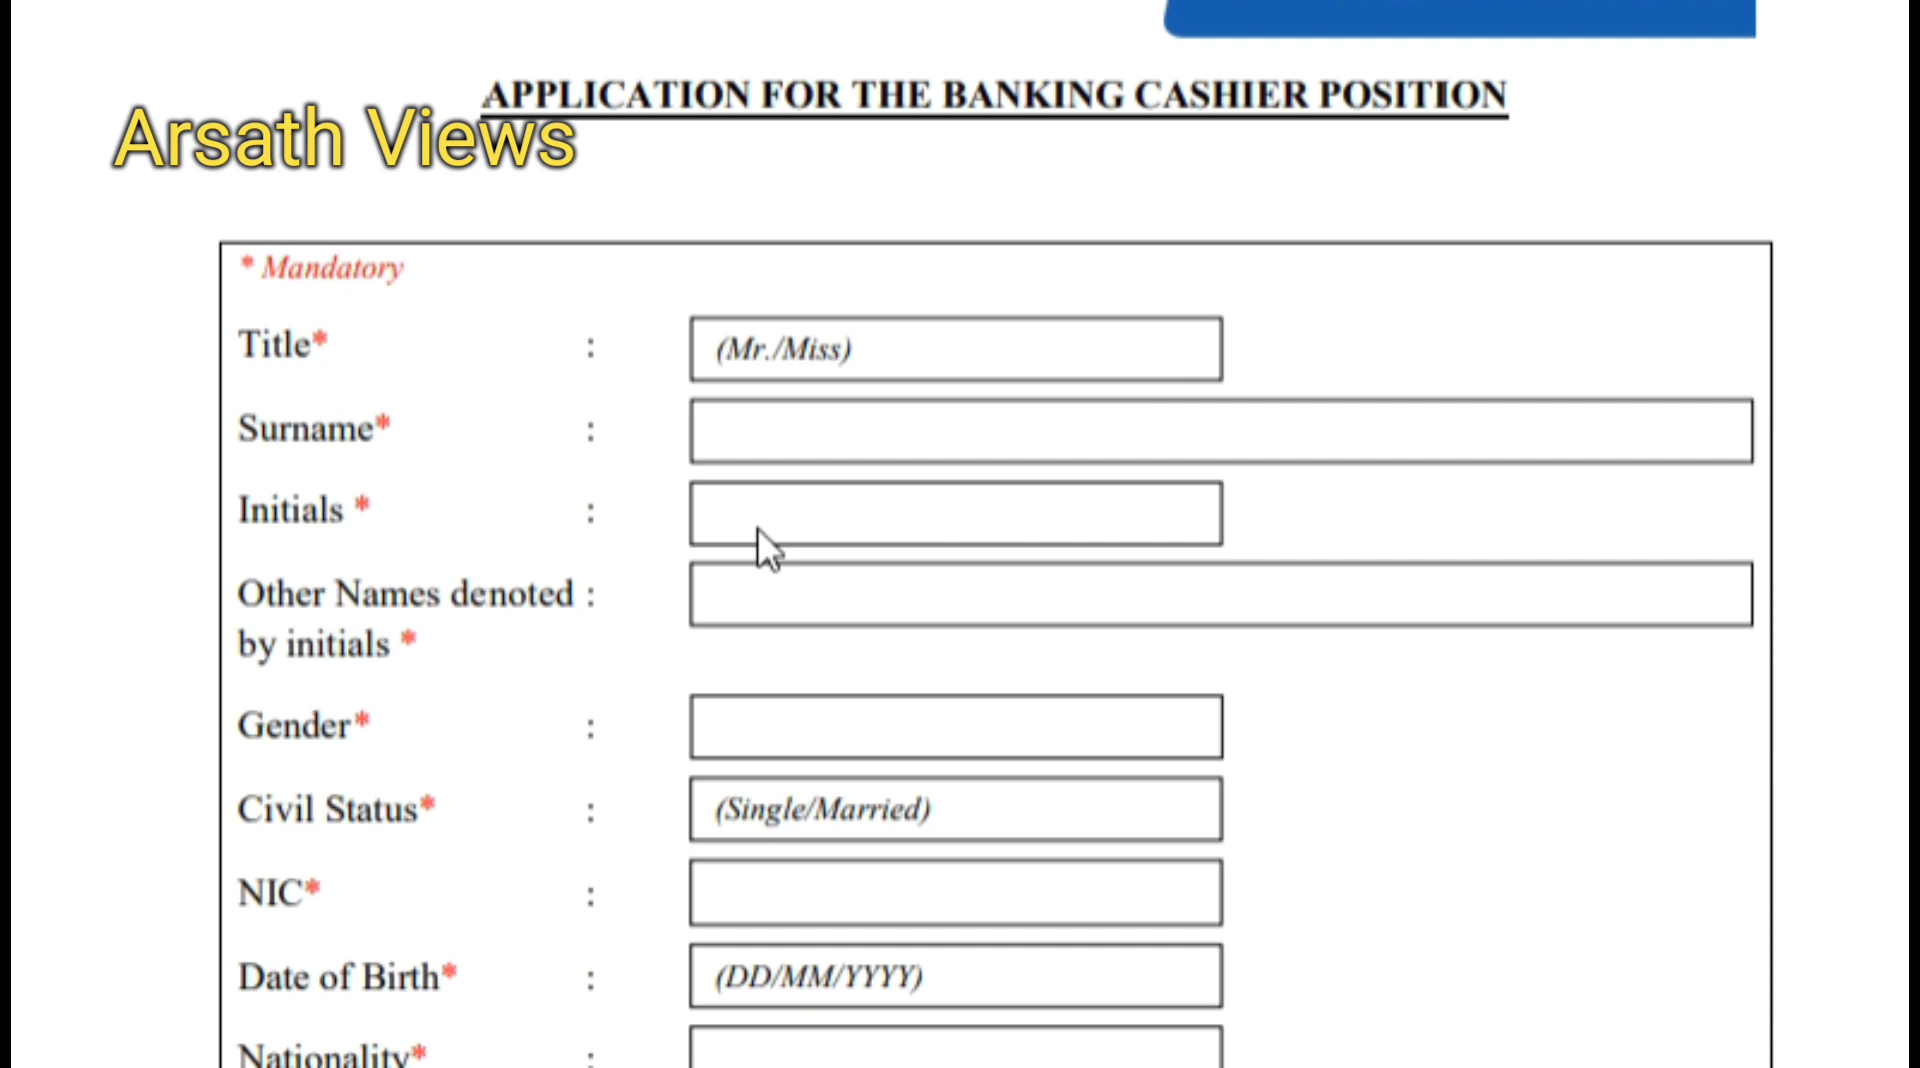 APPLICATION FOR THE BANKING CASHIER POSITION
Arsath Views
* Mandatory
Title* : (Mr./Miss)
Surname* :
Initials * :
Other Names denoted :
by initials *
Gender* :
Civil Status* : (Single/Married)
NIC* :
Date of Birth* : (DD/MM/YYYY)
Nationality* :